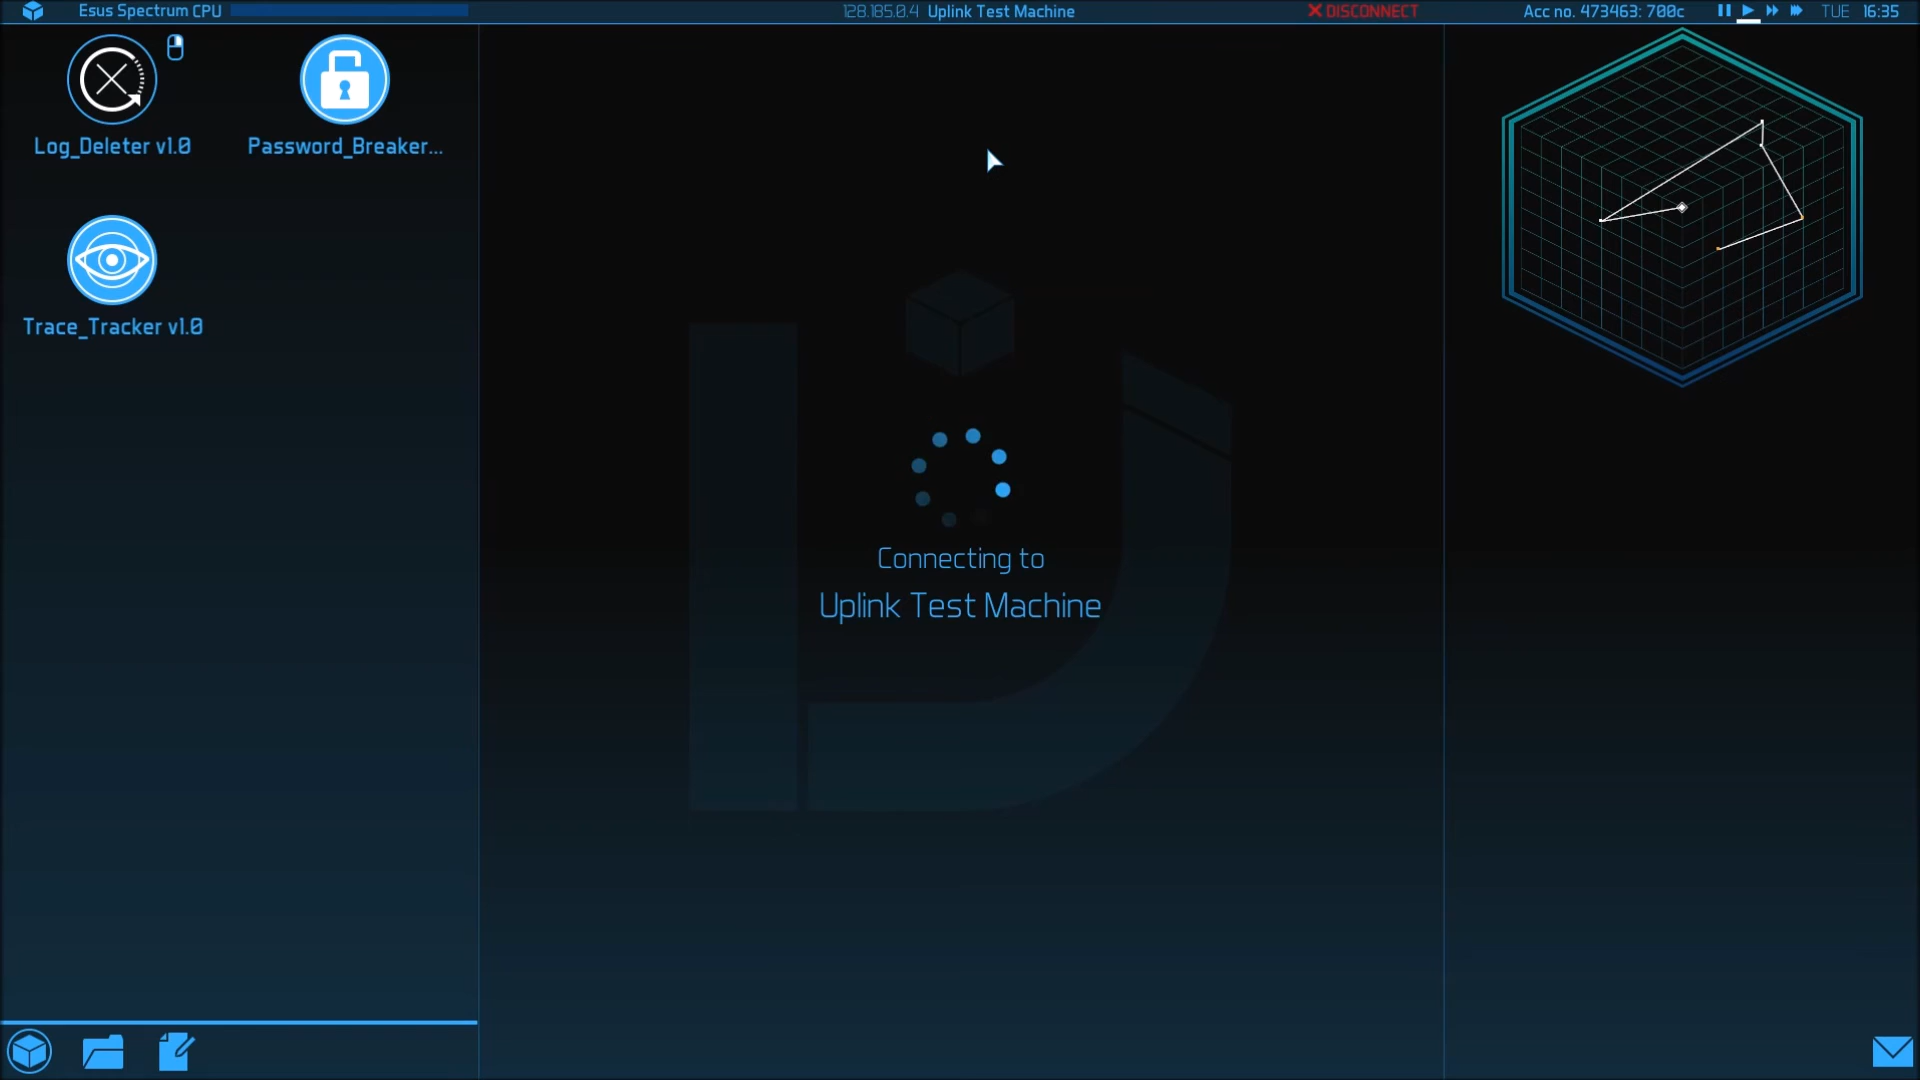 Esus Spectrum CPU
128.185.0.4 Uplink Test Machine
DISCONNECT
Acc no. 473463: 700c
TUE 16:35
Log_Deleter v1.0
Password_Breaker...
Trace_Tracker v1.0
Connecting to
Uplink Test Machine